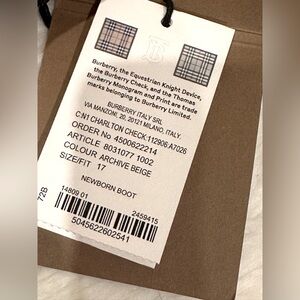 Burberry, the Equestrian Knight Device,
the Burberry Check, and the Thomas
Burberry Monogram and Print are trade
marks belonging to Burberry Limited.
BURBERRY ITALY SRL
VIA MANZONI, 20, 20121 MILANO, ITALY
C:N1 CHARLTON CHECK:112906 A7026
ORDER No 4500622214
ARTICLE 8031077 1002
COLOUR ARCHIVE BEIGE
SIZE/FIT 17
NEWBORN BOOT
72B
14809 01
2459415
5045622602541